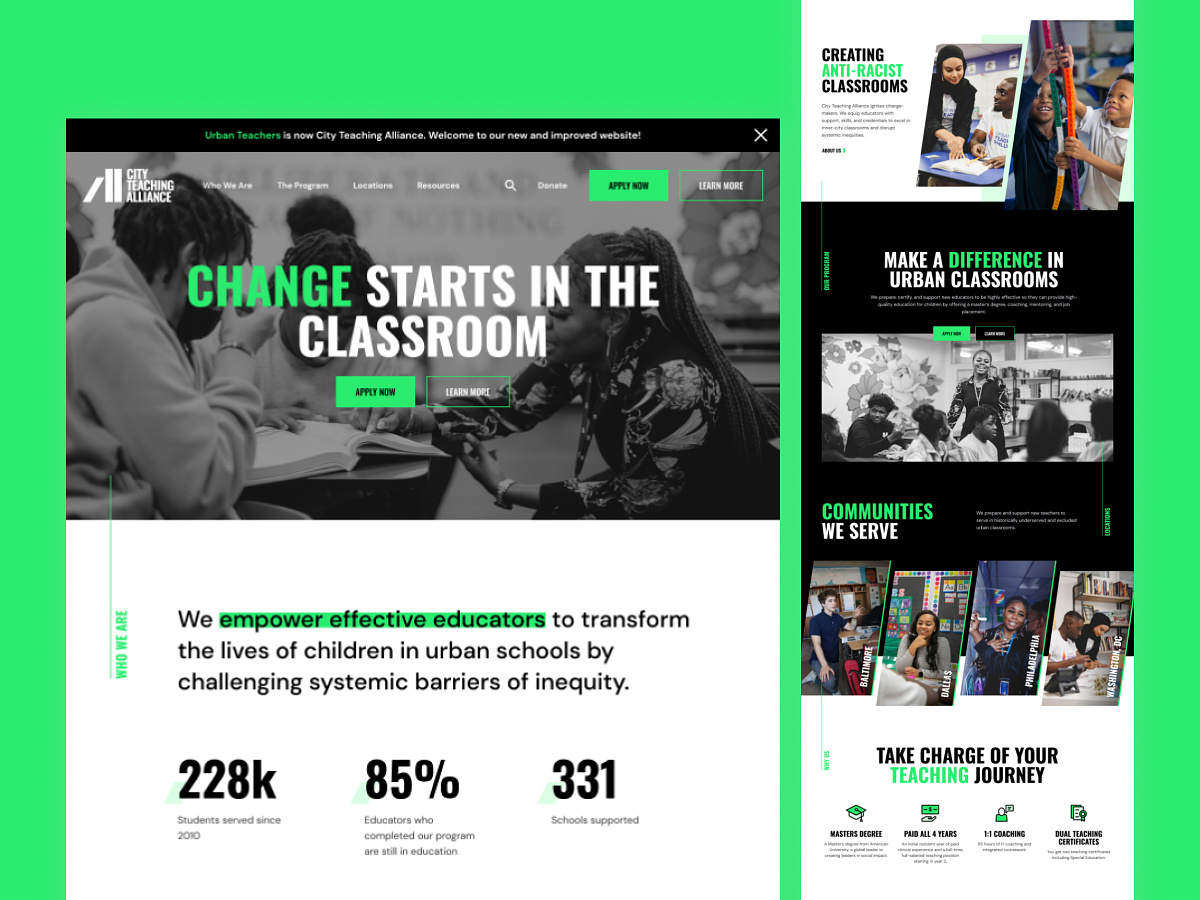 Urban Teachers is now City Teaching Alliance. Welcome to our new and improved website!
CITY
TEACHING
ALLIANCE
Who We Are
The Program
Locations
Resources
Donate
APPLY NOW
LEARN MORE
CHANGE STARTS IN THE
CLASSROOM
APPLY NOW
LEARN MORE
WHO WE ARE
We empower effective educators to transform
the lives of children in urban schools by
challenging systemic barriers of inequity.
228k
Students served since
2010
85%
Educators who
completed our program
are still in education
331
Schools supported
CREATING
ANTI-RACIST
CLASSROOMS
City Teaching Alliance ignites change-
makers. We equip educators with
support, skills, and credentials to excel in
inner-city classrooms and disrupt
systemic inequities.
ABOUT US
OUR PROGRAM
MAKE A DIFFERENCE IN
URBAN CLASSROOMS
We prepare, certify, and support new educators to be highly effective so they can provide high-
quality education for children by offering a master's degree, coaching, mentoring, and job
placement.
APPLY NOW
LEARN MORE
COMMUNITIES
WE SERVE
We prepare and support new teachers to
serve in historically underserved and excluded
urban classrooms.
LOCATIONS
BALTIMORE
DALLAS
PHILADELPHIA
WASHINGTON, DC
WHY US
TAKE CHARGE OF YOUR
TEACHING JOURNEY
MASTERS DEGREE
A Master's degree from American
University, a global leader in
creating leaders in social impact.
PAID ALL 4 YEARS
An initial resident year of paid
clinical experience and a full-time,
full-salaried teaching position
starting in year 2.
1:1 COACHING
85 hours of 1:1 coaching and
integrated coursework.
DUAL TEACHING
CERTIFICATES
You get two teaching certificates
including Special Education.